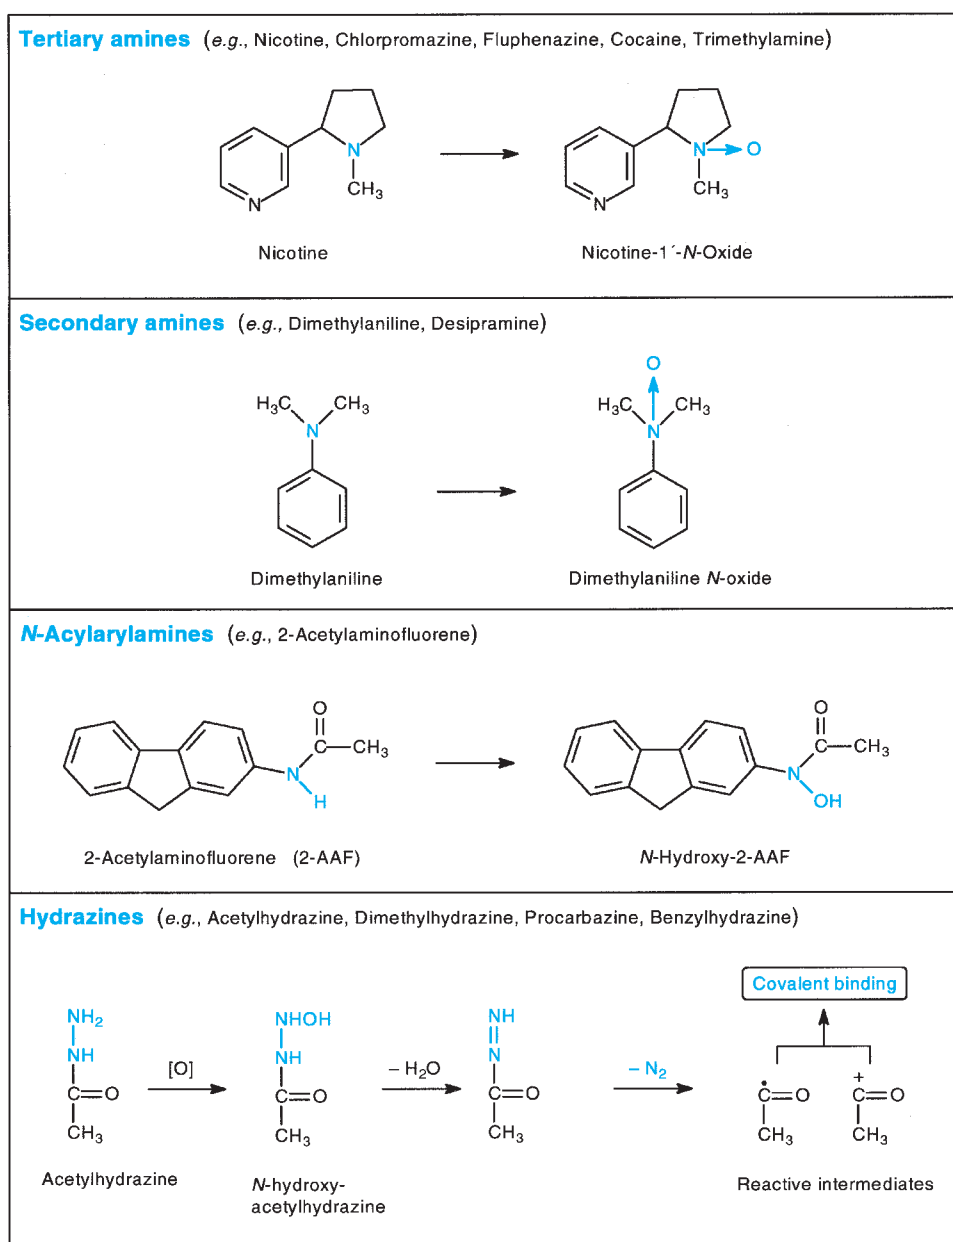 Tertiary amines (e.g., Nicotine, Chlorpromazine, Fluphenazine, Cocaine, Trimethylamine)
N
CH3
N
N
O
CH3
N
Nicotine
Nicotine-1´-N-Oxide
Secondary amines (e.g., Dimethylaniline, Desipramine)
O
H3C
CH3
N
H3C
CH3
N
Dimethylaniline
Dimethylaniline N-oxide
N-Acylarylamines (e.g., 2-Acetylaminofluorene)
O
C
CH3
N
H
O
C
CH3
N
OH
2-Acetylaminofluorene (2-AAF)
N-Hydroxy-2-AAF
Hydrazines (e.g., Acetylhydrazine, Dimethylhydrazine, Procarbazine, Benzylhydrazine)
Covalent binding
NH2
NH
C=O
CH3
[O]
NHOH
NH
C=O
CH3
– H2O
NH
N
C=O
CH3
– N2
•
C=O
CH3
+
C=O
CH3
Acetylhydrazine
N-hydroxy-
acetylhydrazine
Reactive intermediates